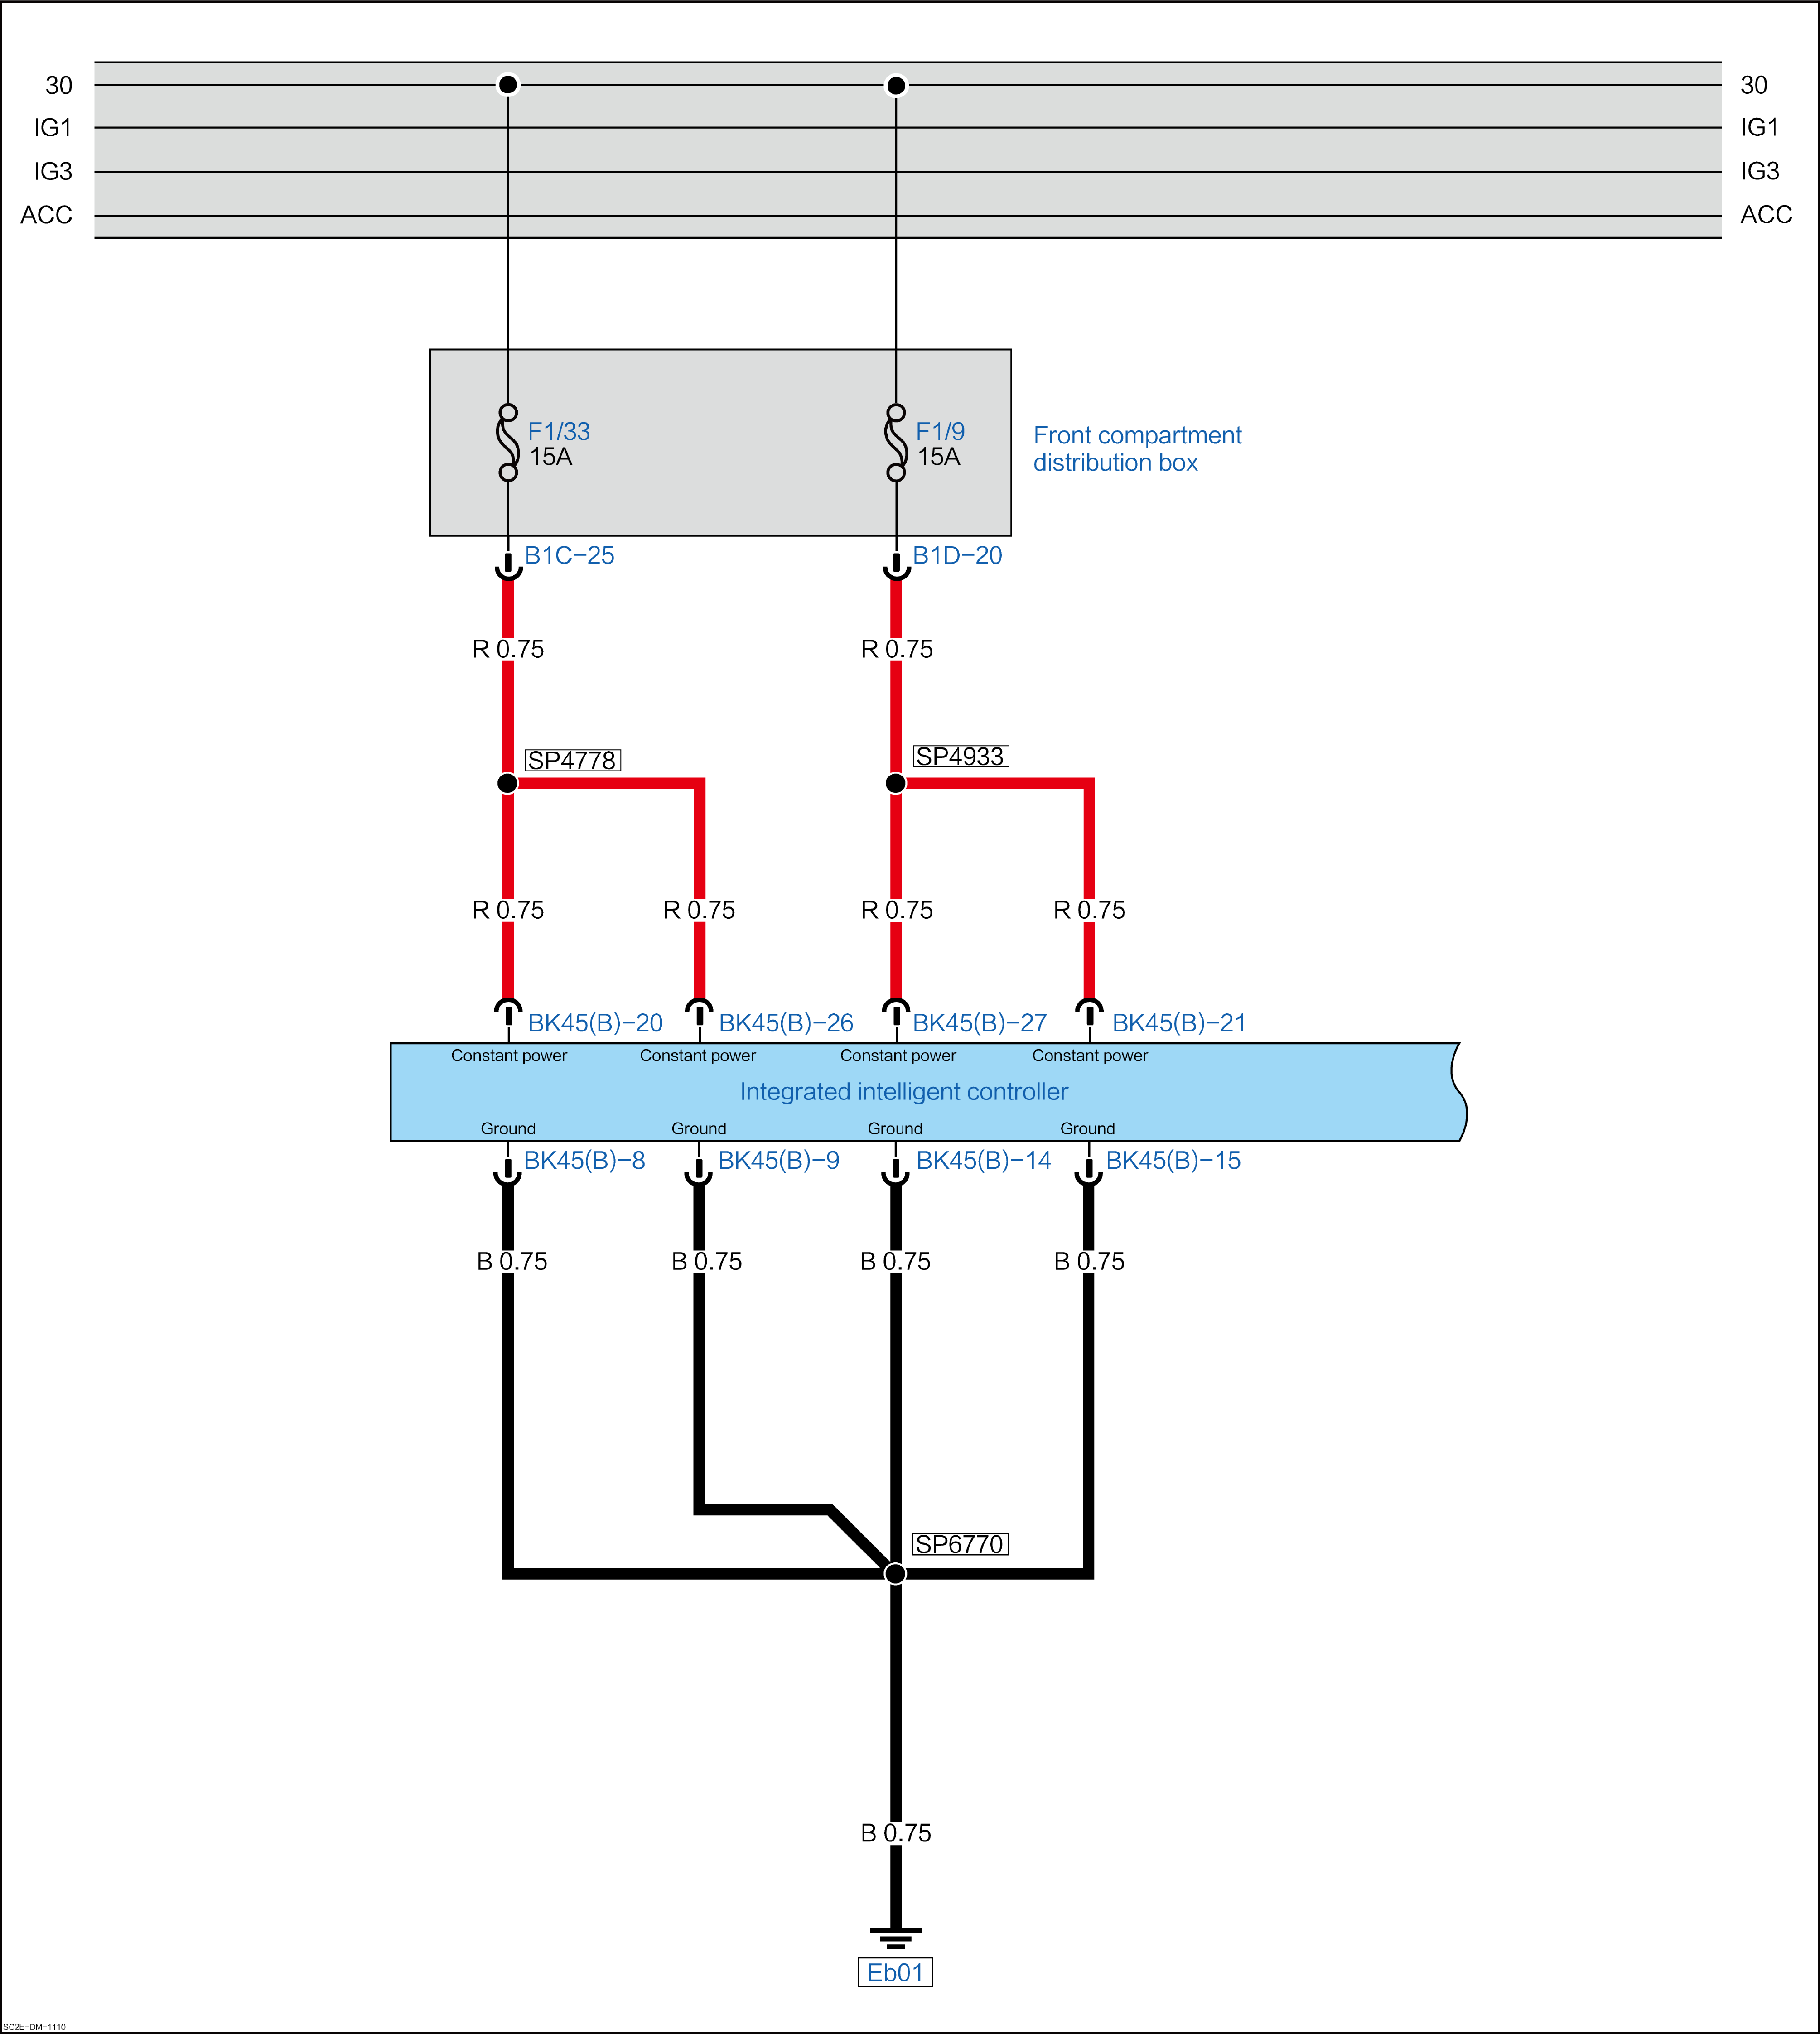 30 30
IG1 IG1
IG3 IG3
ACC ACC
F1/33 F1/9 Front compartment
15A 15A distribution box
B1C−25 B1D−20
R 0.75 R 0.75
SP4778 SP4933
R 0.75 R 0.75 R 0.75 R 0.75
BK45(B)−20 BK45(B)−26 BK45(B)−27 BK45(B)−21
Constant power Constant power Constant power Constant power
Integrated intelligent controller
Ground Ground Ground Ground
BK45(B)−8 BK45(B)−9 BK45(B)−14 BK45(B)−15
B 0.75 B 0.75 B 0.75 B 0.75
SP6770
B 0.75
Eb01
SC2E−DM−1110